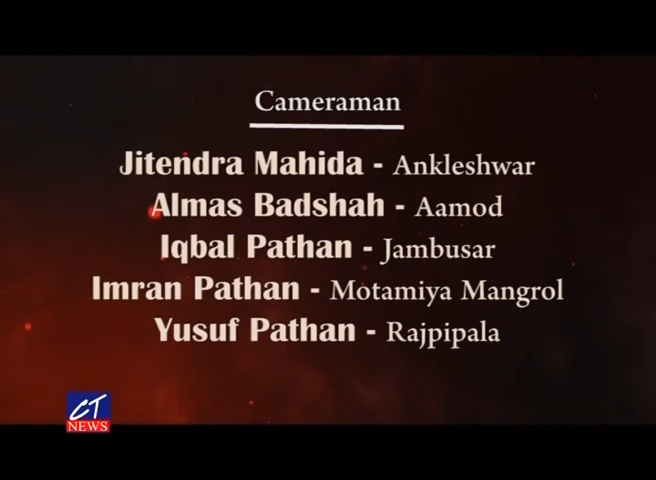 Cameraman
Jitendra Mahida - Ankleshwar
Almas Badshah - Aamod
Iqbal Pathan - Jambusar
Imran Pathan - Motamiya Mangrol
Yusuf Pathan - Rajpipala
CT
NEWS